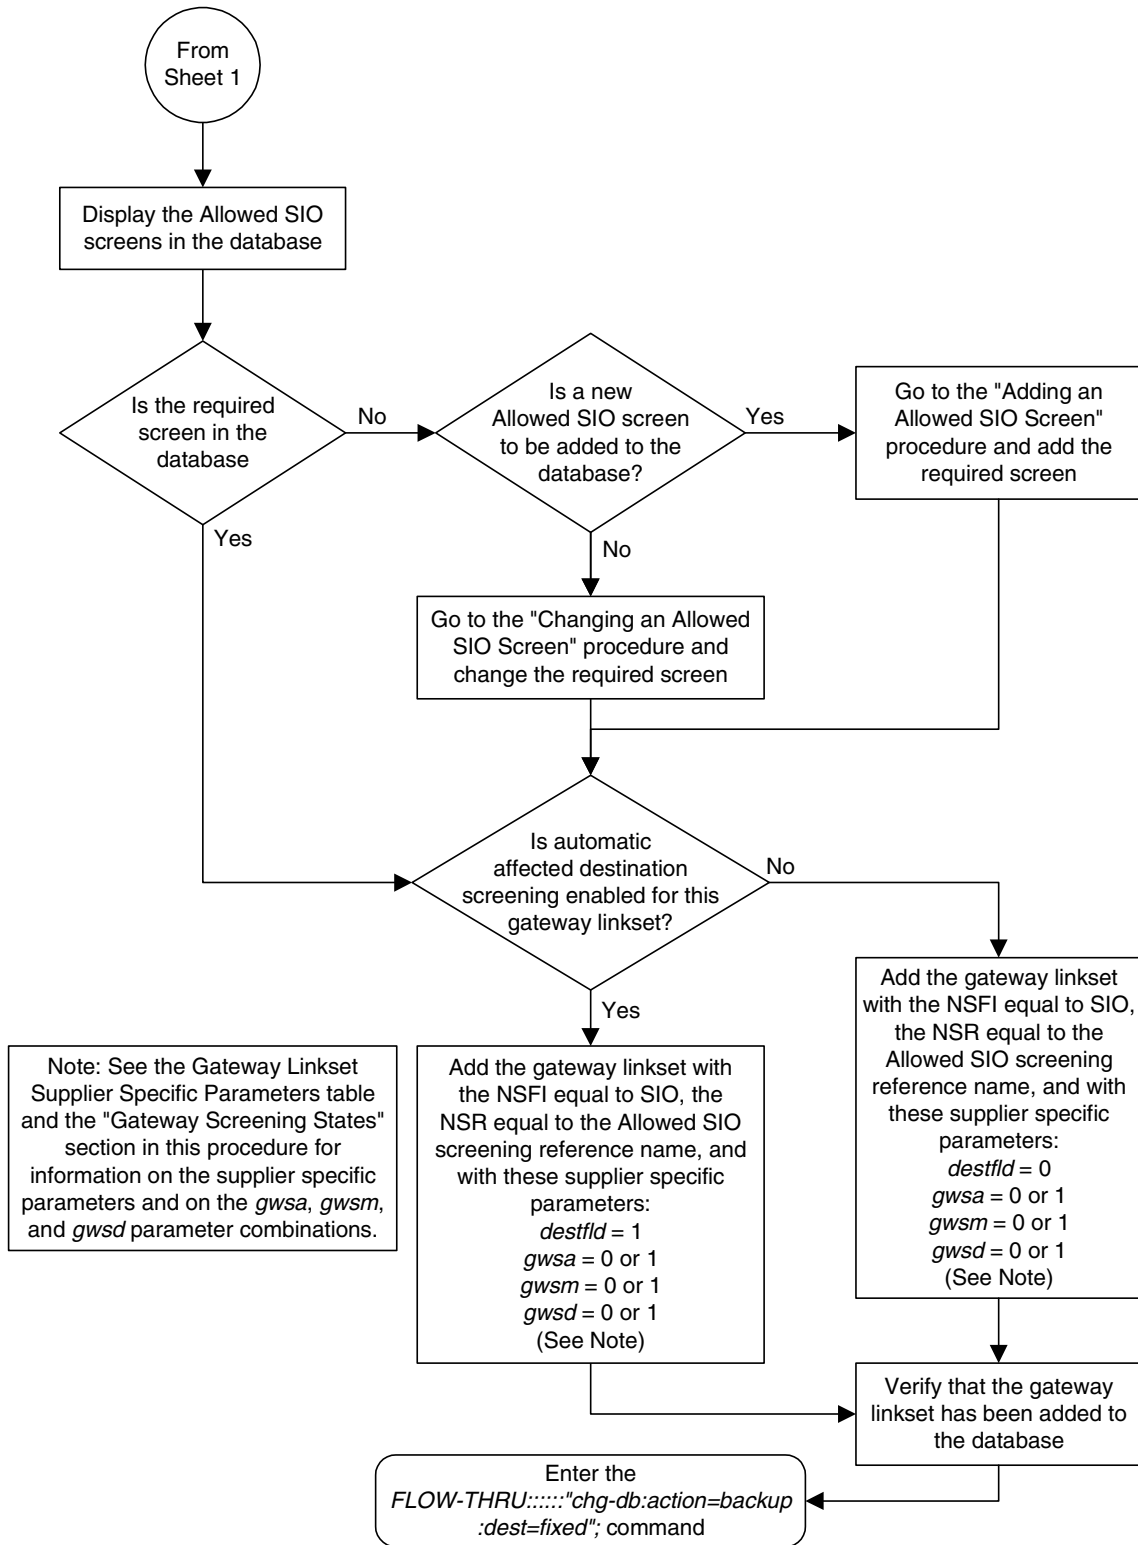 From
Sheet 1
Display the Allowed SIO
screens in the database
Is the required
screen in the
database
No
Yes
Is a new
Allowed SIO screen
to be added to the
database?
Yes
No
Go to the "Adding an
Allowed SIO Screen"
procedure and add the
required screen
Go to the "Changing an Allowed
SIO Screen" procedure and
change the required screen
Is automatic
affected destination
screening enabled for this
gateway linkset?
No
Yes
Note: See the Gateway Linkset
Supplier Specific Parameters table
and the "Gateway Screening States"
section in this procedure for
information on the supplier specific
parameters and on the gwsa, gwsm,
and gwsd parameter combinations.
Add the gateway linkset with
the NSFI equal to SIO, the
NSR equal to the Allowed SIO
screening reference name, and
with these supplier specific
parameters:
destfld = 1
gwsa = 0 or 1
gwsm = 0 or 1
gwsd = 0 or 1
(See Note)
Add the gateway linkset
with the NSFI equal to SIO,
the NSR equal to the
Allowed SIO screening
reference name, and with
these supplier specific
parameters:
destfld = 0
gwsa = 0 or 1
gwsm = 0 or 1
gwsd = 0 or 1
(See Note)
Verify that the gateway
linkset has been added to
the database
Enter the
FLOW-THRU::::::"chg-db:action=backup
:dest=fixed"; command